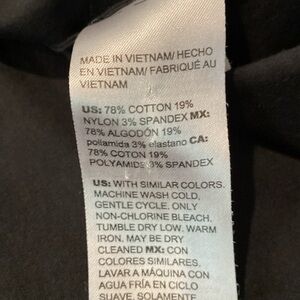 MADE IN VIETNAM/ HECHO
EN VIETNAM/ FABRIQUÉ AU
VIETNAM
US: 78% COTTON 19%
NYLON 3% SPANDEX MX:
78% ALGODÓN 19%
poliamida 3% elastano CA:
78% COTON 19%
POLYAMIDE 3% SPANDEX
US: WITH SIMILAR COLORS.
MACHINE WASH COLD,
GENTLE CYCLE. ONLY
NON-CHLORINE BLEACH.
TUMBLE DRY LOW. WARM
IRON. MAY BE DRY
CLEANED MX: CON
COLORES SIMILARES,
LAVAR A MÁQUINA CON
AGUA FRÍA EN CICLO
SUAVE. SOLAMENTE